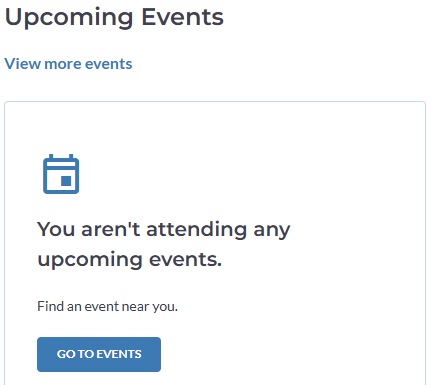 Upcoming Events
View more events
You aren't attending any
upcoming events.
Find an event near you.
GO TO EVENTS